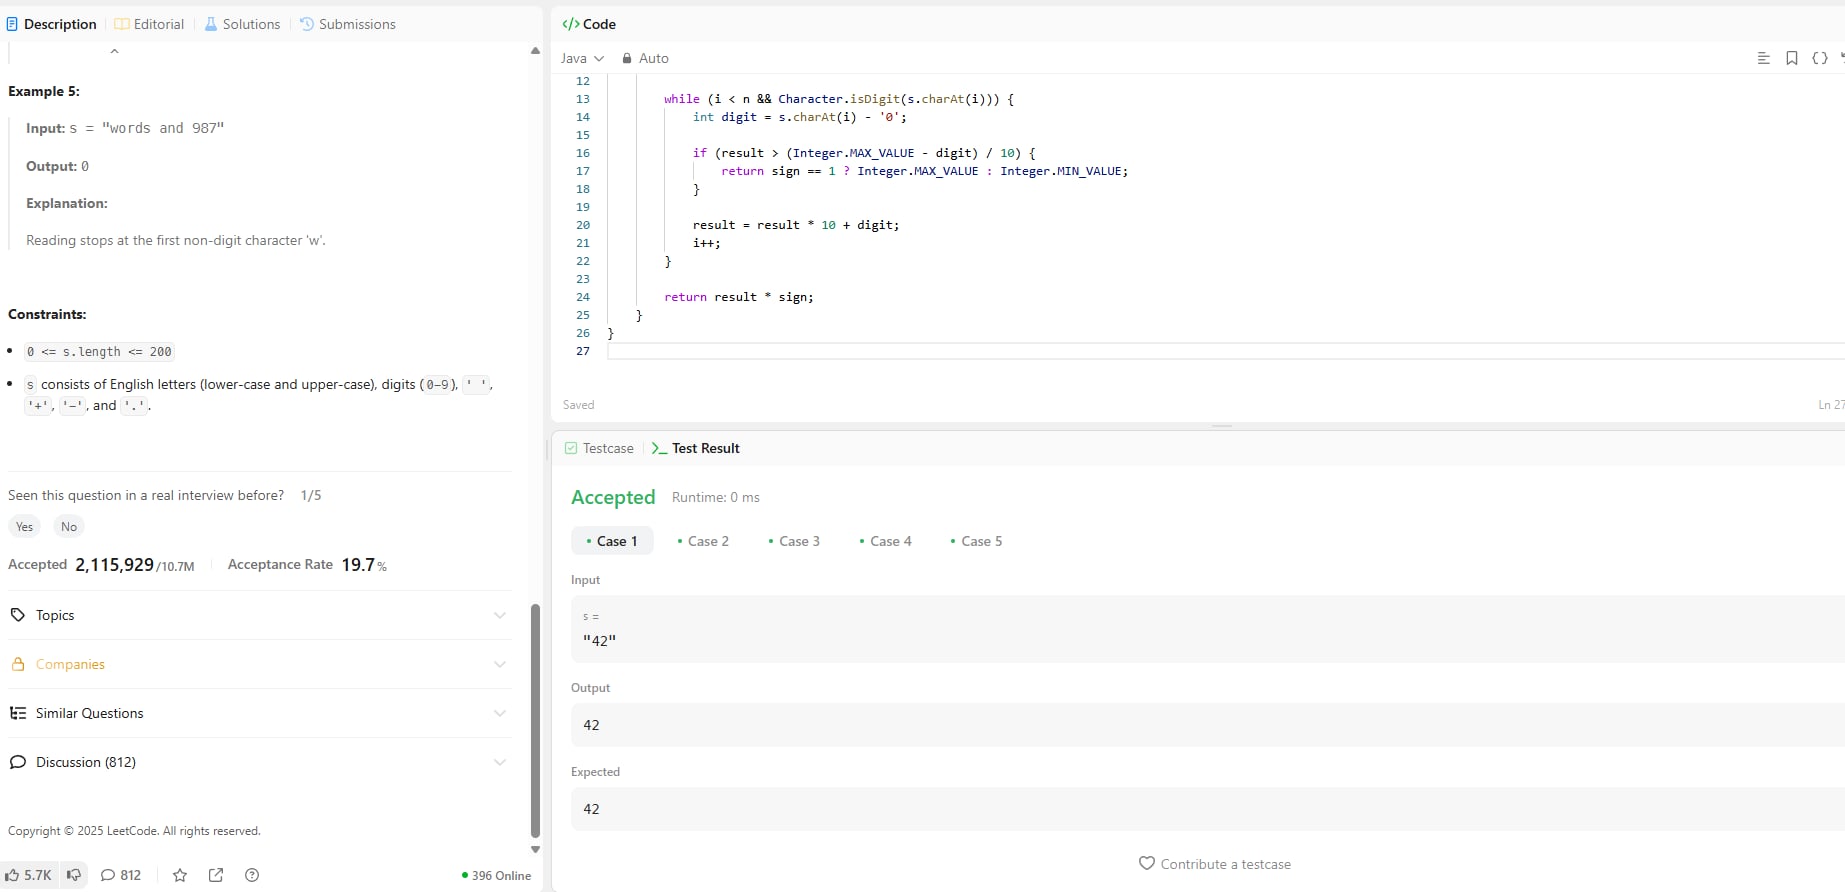 Description
Editorial
Solutions
Submissions
Example 5:
Input: s = "words and 987"
Output: 0
Explanation:
Reading stops at the first non-digit character 'w'.
Constraints:
0 <= s.length <= 200
s consists of English letters (lower-case and upper-case), digits (0-9), ' ',
'+', '-', and '.'.
Seen this question in a real interview before? 1/5
Yes No
Accepted 2,115,929/10.7M Acceptance Rate 19.7%
Topics
Companies
Similar Questions
Discussion (812)
Copyright © 2025 LeetCode. All rights reserved.
5.7K 812 396 Online
</> Code
Java Auto
12
13 while (i < n && Character.isDigit(s.charAt(i))) {
14 int digit = s.charAt(i) - '0';
15
16 if (result > (Integer.MAX_VALUE - digit) / 10) {
17 return sign == 1 ? Integer.MAX_VALUE : Integer.MIN_VALUE;
18 }
19
20 result = result * 10 + digit;
21 i++;
22 }
23
24 return result * sign;
25 }
26 }
27
Saved Ln 27
Testcase >_ Test Result
Accepted Runtime: 0 ms
Case 1 Case 2 Case 3 Case 4 Case 5
Input
s =
"42"
Output
42
Expected
42
Contribute a testcase